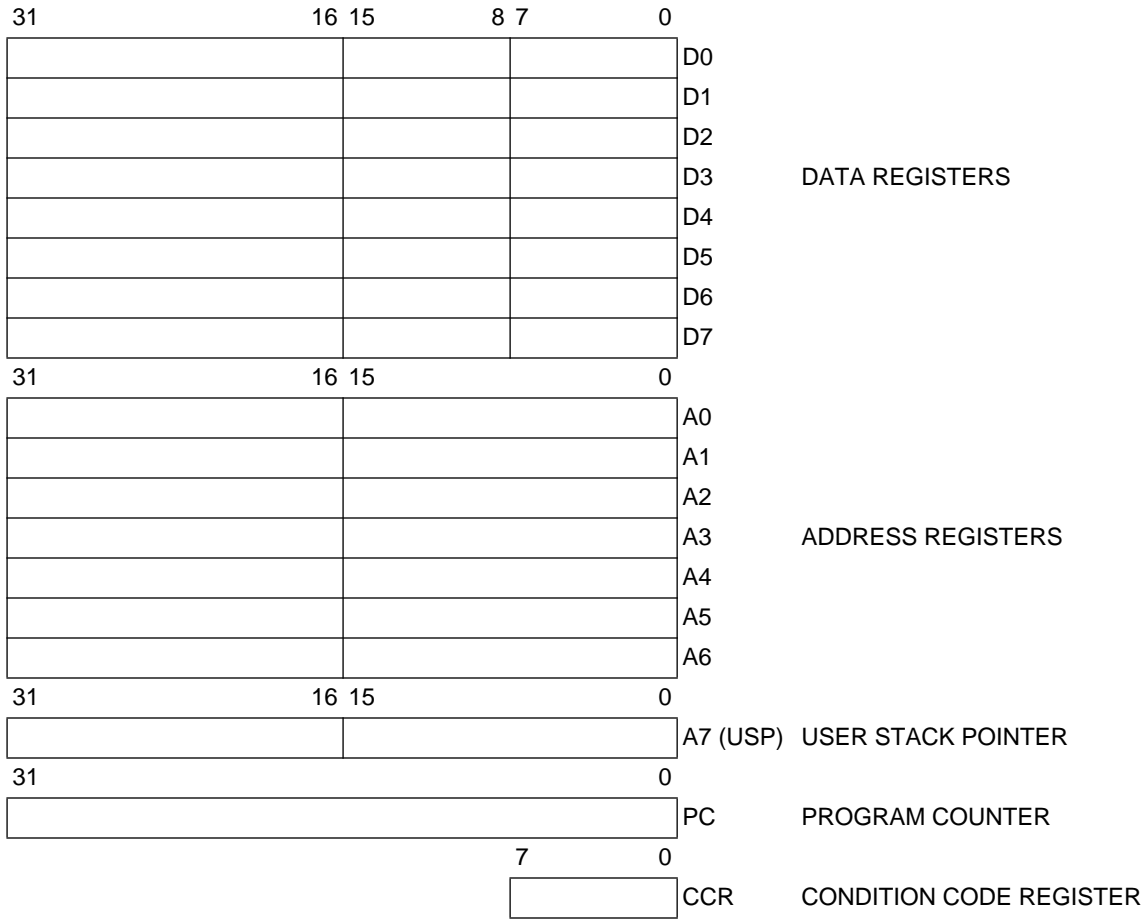 31 16 15 8 7 0
D0
D1
D2
D3 DATA REGISTERS
D4
D5
D6
D7
31 16 15 0
A0
A1
A2
A3 ADDRESS REGISTERS
A4
A5
A6
31 16 15 0
A7 (USP) USER STACK POINTER
31 0
PC PROGRAM COUNTER
7 0
CCR CONDITION CODE REGISTER